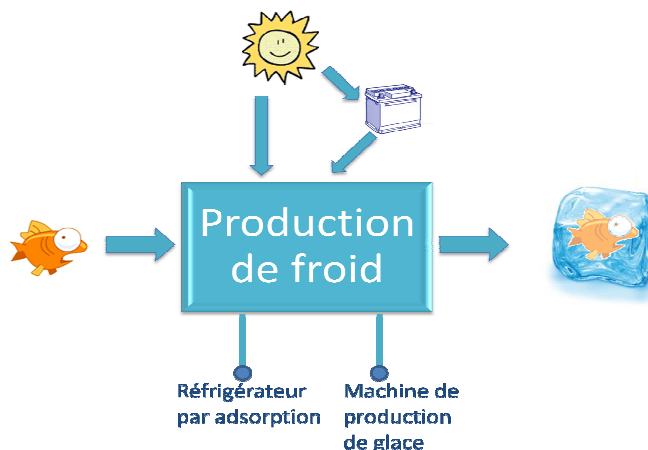 Production
de froid
Réfrigérateur
par adsorption
Machine de
production
de glace